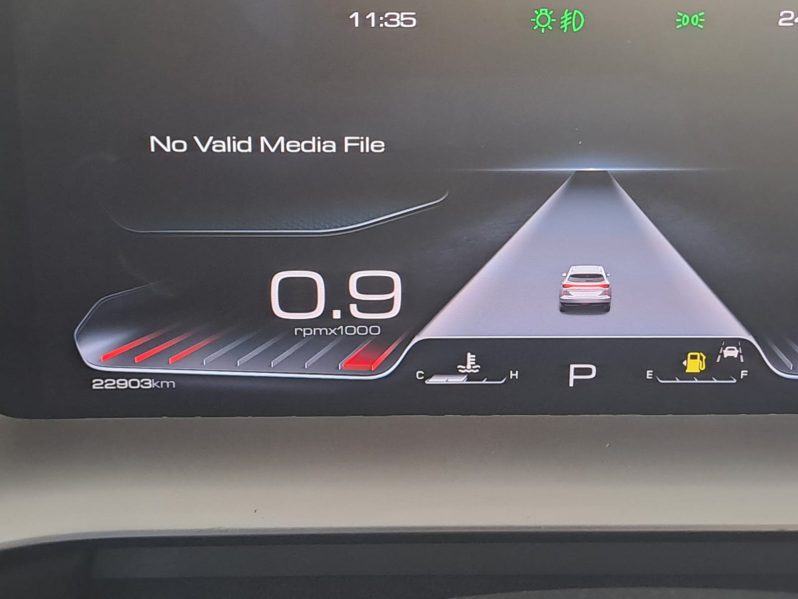 11:35
No Valid Media File
0.9
rpmx1000
22903km
C H
P
E F